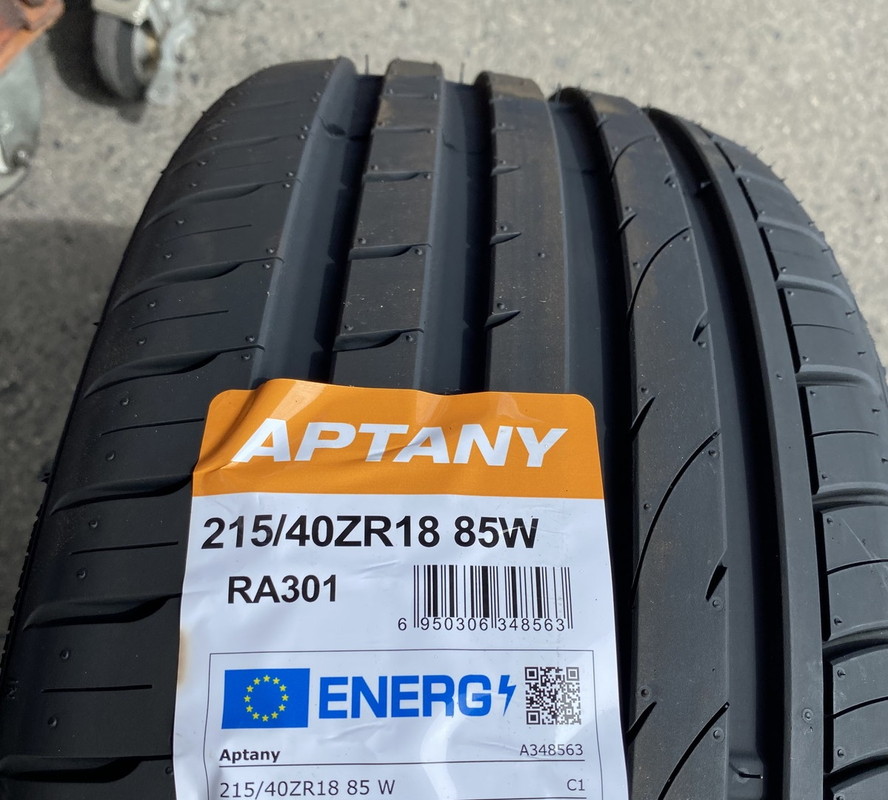 APTANY
215/40ZR18 85W
RA301
6 950306 348563
ENERG
Aptany A348563
215/40ZR18 85 W C1